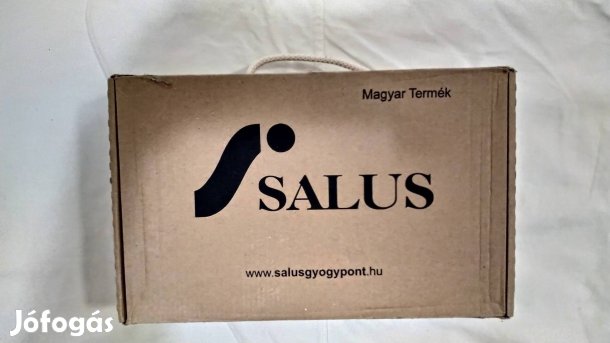 Magyar Termék
SALUS
www.salusgyogypont.hu
Jófogás